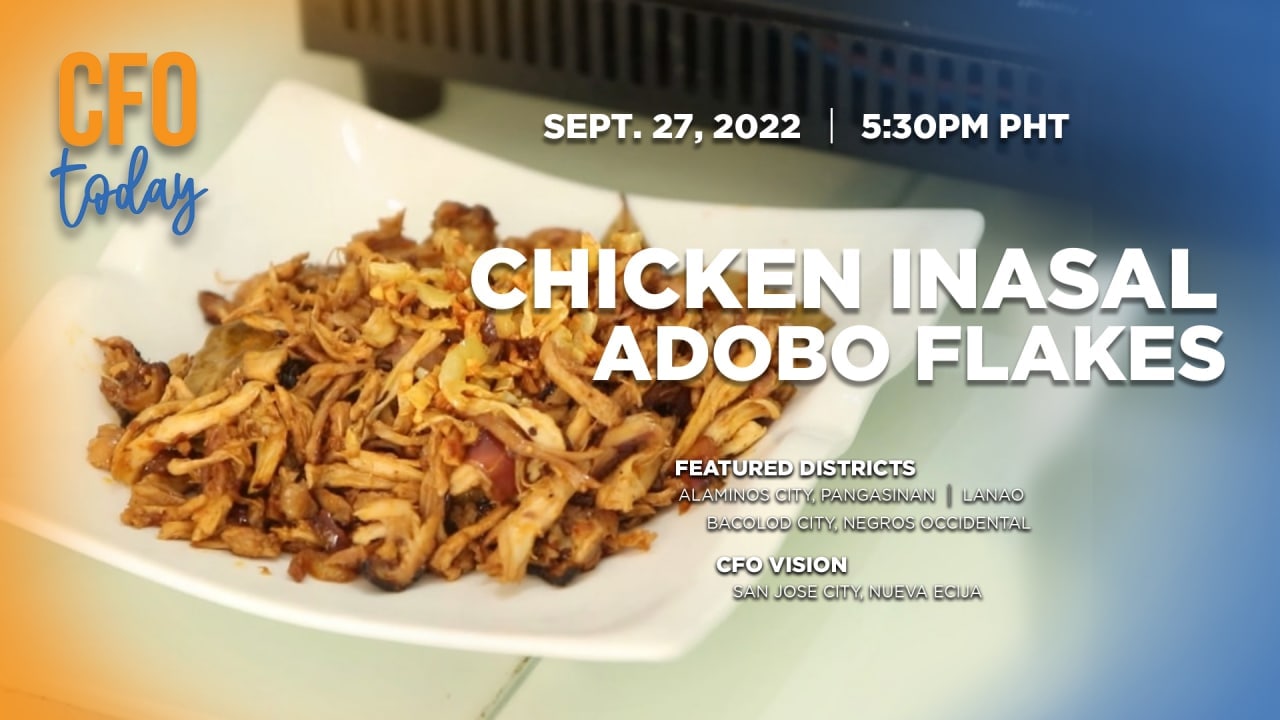 CFO
today
SEPT. 27, 2022 | 5:30PM PHT
CHICKEN INASAL
ADOBO FLAKES
FEATURED DISTRICTS
ALAMINOS CITY, PANGASINAN | LANAO
BACOLOD CITY, NEGROS OCCIDENTAL
CFO VISION
SAN JOSE CITY, NUEVA ECIJA